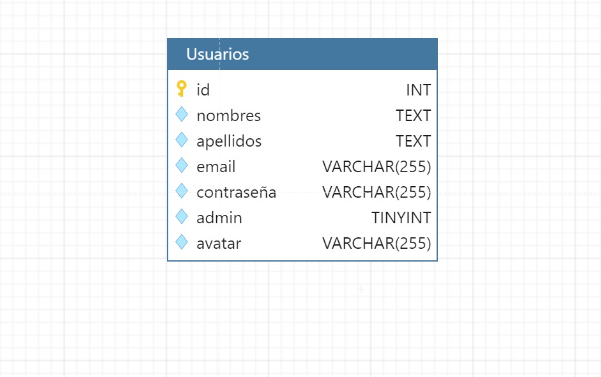 Usuarios
id INT
nombres TEXT
apellidos TEXT
email VARCHAR(255)
contraseña VARCHAR(255)
admin TINYINT
avatar VARCHAR(255)